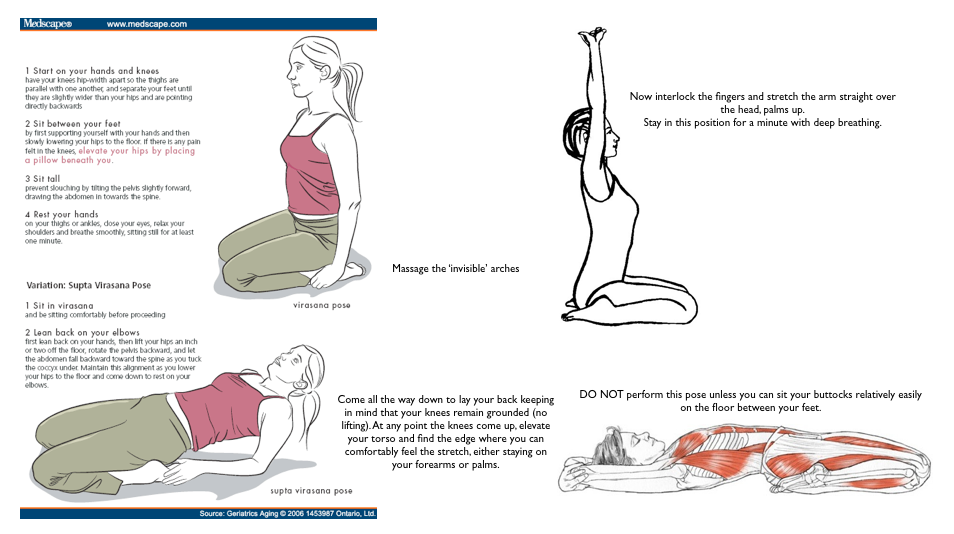 Medscape® www.medscape.com
1 Start on your hands and knees
have your knees hip-width apart so the thighs are
parallel with one another, and separate your feet until
they are slightly wider than your hips and are pointing
directly backwards
2 Sit between your feet
by first supporting yourself with your hands and then
slowly lowering your hips to the floor. If there is any pain
felt in the knees, elevate your hips by placing
a pillow beneath you.
3 Sit tall
prevent slouching by tilting the pelvis slightly forward,
drawing the abdomen in towards the spine.
4 Rest your hands
on your thighs or ankles, close your eyes, relax your
shoulders and breathe smoothly, sitting still for at least
one minute.
virasana pose
Variation: Supta Virasana Pose
1 Sit in virasana
and be sitting comfortably before proceeding
2 Lean back on your elbows
first lean back on your hands, then lift your hips an inch
or two off the floor, rotate the pelvis backward, and let
the abdomen fall backward toward the spine as you tuck
the coccyx under. Maintain this alignment as you lower
your hips to the floor and come down to rest on your
elbows.
supta virasana pose
Source: Geriatrics Aging © 2006 1453987 Ontario, Ltd.
Massage the ‘invisible’ arches
Come all the way down to lay your back keeping
in mind that your knees remain grounded (no
lifting). At any point the knees come up, elevate
your torso and find the edge where you can
comfortably feel the stretch, either staying on
your forearms or palms.
Now interlock the fingers and stretch the arm straight over
the head, palms up.
Stay in this position for a minute with deep breathing.
DO NOT perform this pose unless you can sit your buttocks relatively easily
on the floor between your feet.